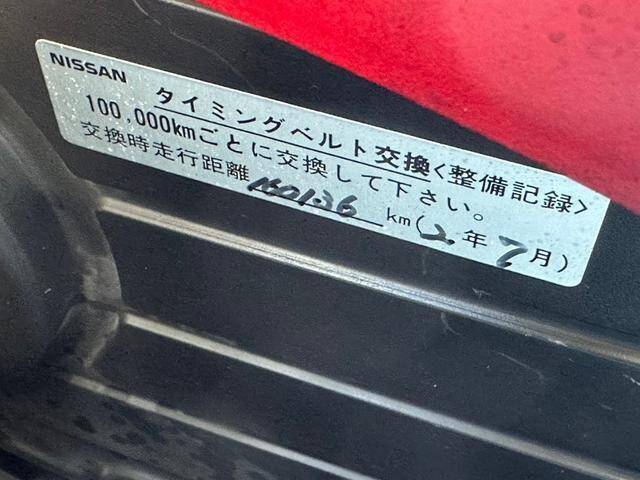 NISSAN
タイミングベルト交換<整備記録>
100,000kmごとに交換して下さい。
交換時走行距離 160136 km(2年7月)